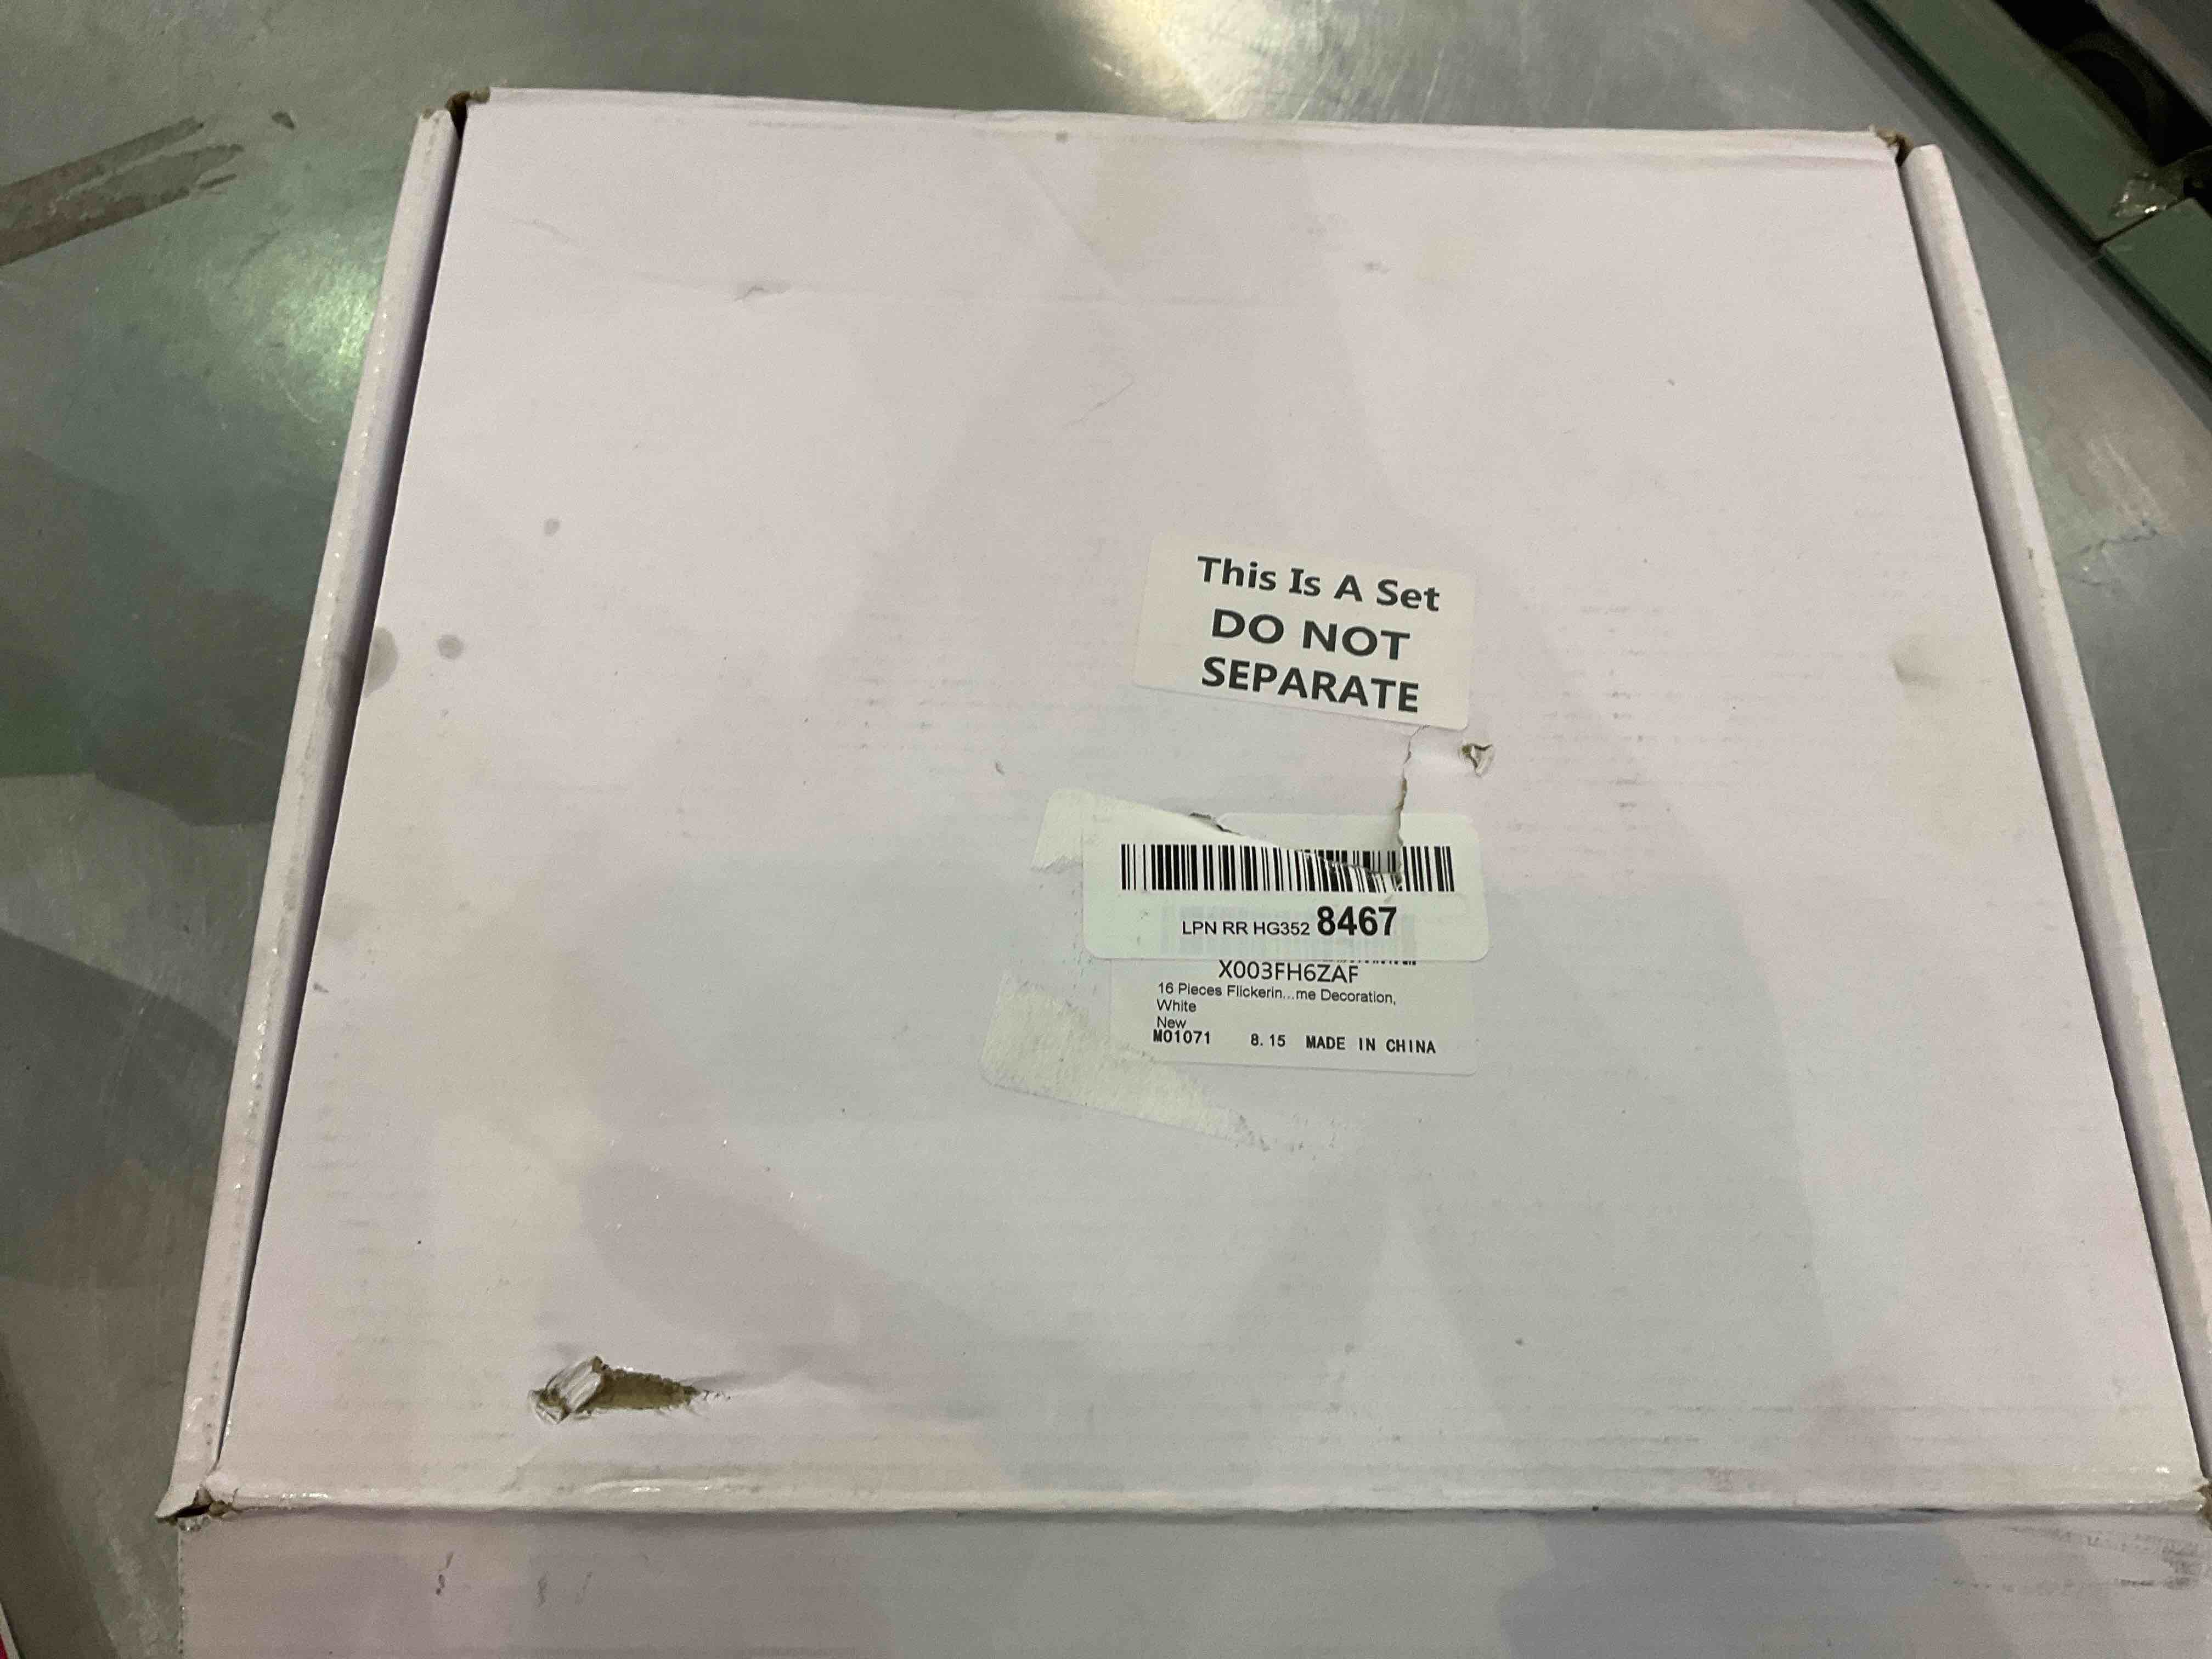 This Is A Set
DO NOT
SEPARATE
LPN RR HG352 8467
X003FH6ZAF
16 Pieces Flickerin...me Decoration,
White
New
M01071 8.15 MADE IN CHINA